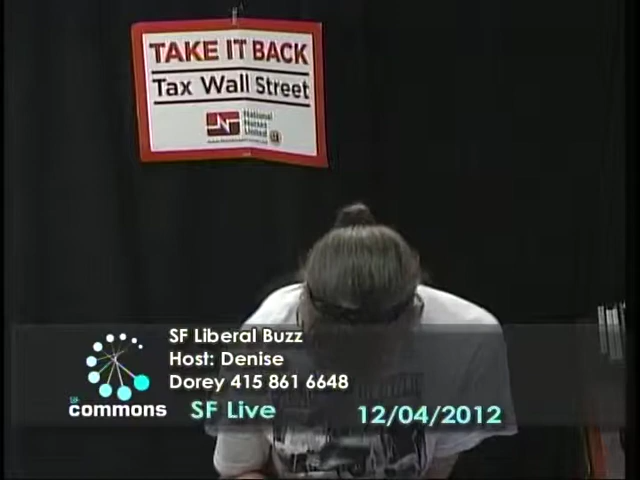 TAKE IT BACK
Tax Wall Street
National
Nurses
United
SF Liberal Buzz
Host: Denise
Dorey 415 861 6648
SF commons
SF Live
12/04/2012